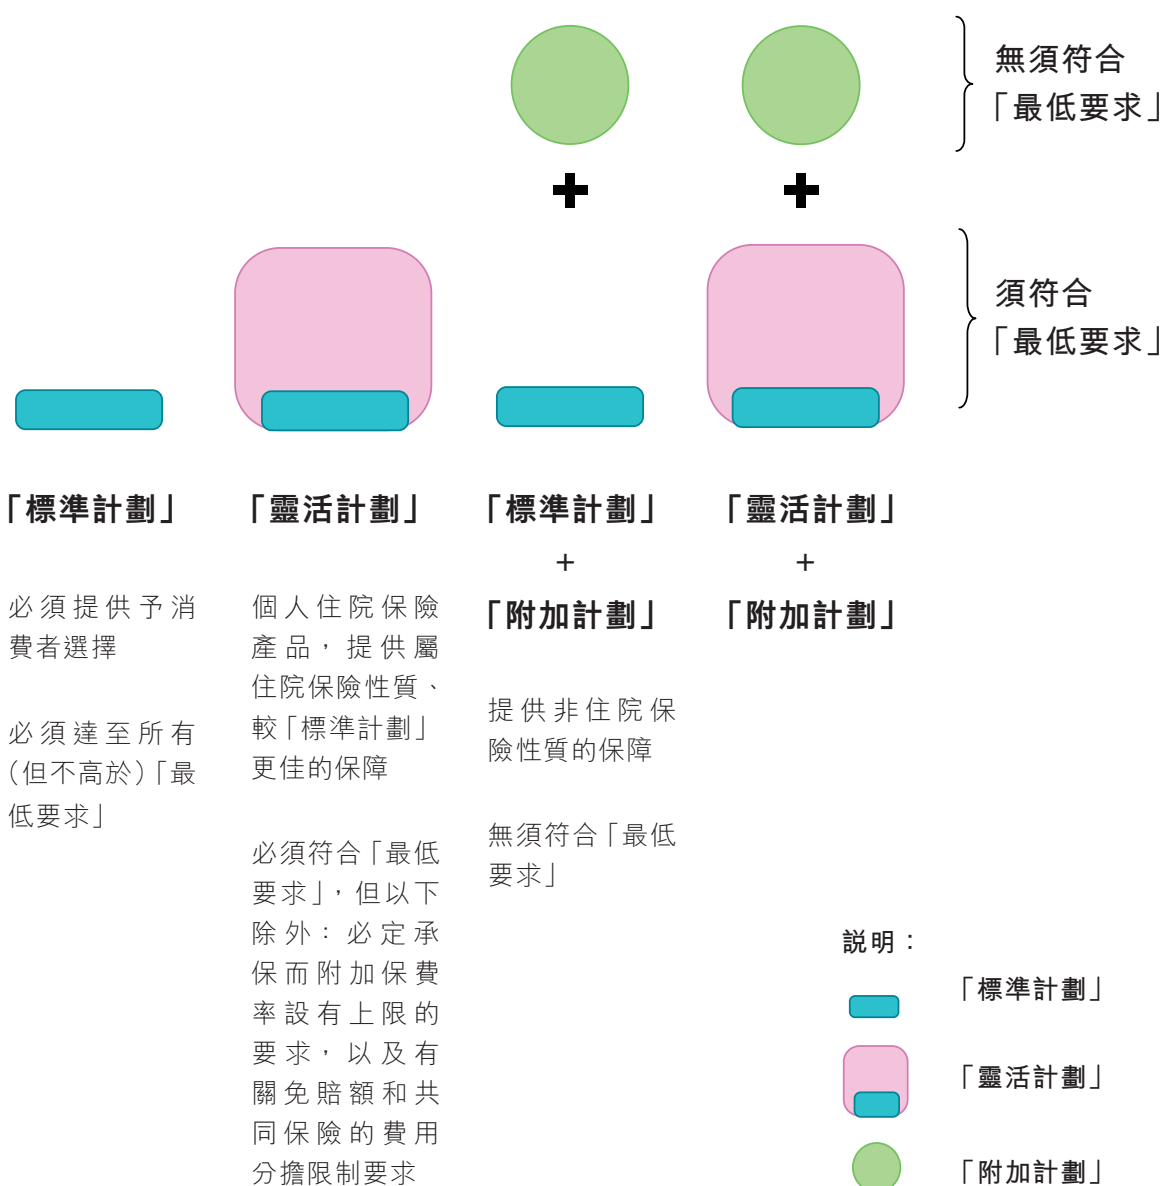 無須符合
「最低要求」
須符合
「最低要求」
「標準計劃」
必須提供予消
費者選擇
必須達至所有
(但不高於)「最
低要求」
「靈活計劃」
個人住院保險
產品，提供屬
住院保險性質、
較「標準計劃」
更佳的保障
必須符合「最低
要求」，但以下
除外：必定承
保而附加保費
率設有上限的
要求，以及有
關免賠額和共
同保險的費用
分擔限制要求
「標準計劃」
+
「附加計劃」
提供非住院保
險性質的保障
無須符合「最低
要求」
「靈活計劃」
+
「附加計劃」
説明：
「標準計劃」
「靈活計劃」
「附加計劃」